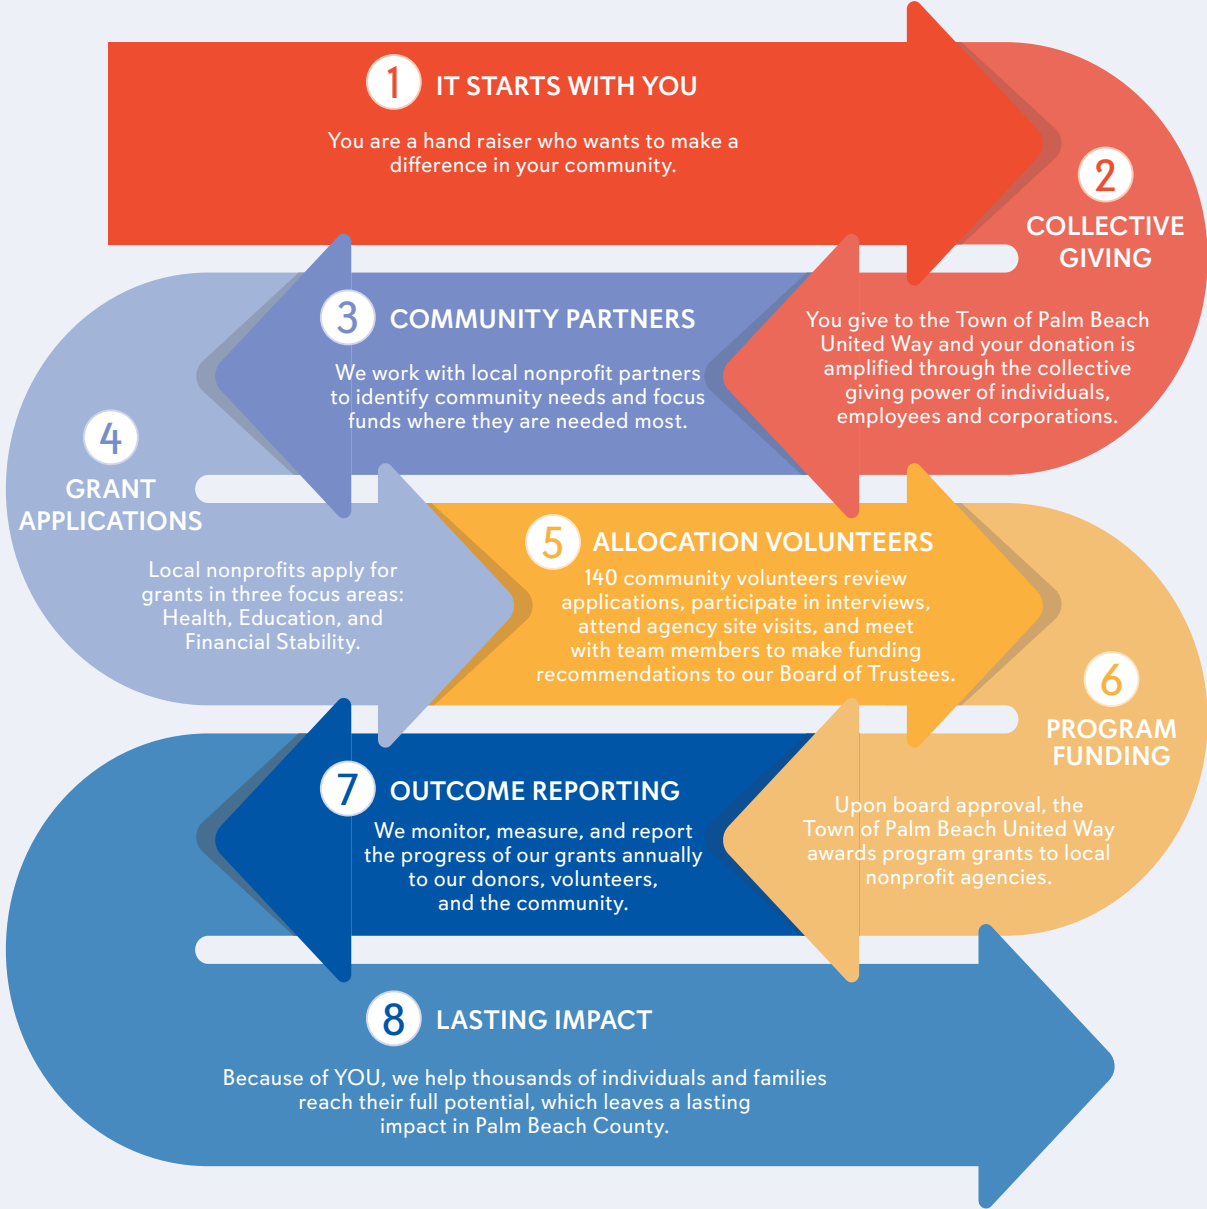 1 IT STARTS WITH YOU
You are a hand raiser who wants to make a
difference in your community.
2
COLLECTIVE
GIVING
You give to the Town of Palm Beach
United Way and your donation is
amplified through the collective
giving power of individuals,
employees and corporations.
3 COMMUNITY PARTNERS
We work with local nonprofit partners
to identify community needs and focus
funds where they are needed most.
4
GRANT
APPLICATIONS
Local nonprofits apply for
grants in three focus areas:
Health, Education, and
Financial Stability.
5 ALLOCATION VOLUNTEERS
140 community volunteers review
applications, participate in interviews,
attend agency site visits, and meet
with team members to make funding
recommendations to our Board of Trustees.
6
PROGRAM
FUNDING
Upon board approval, the
Town of Palm Beach United Way
awards program grants to local
nonprofit agencies.
7 OUTCOME REPORTING
We monitor, measure, and report
the progress of our grants annually
to our donors, volunteers,
and the community.
8 LASTING IMPACT
Because of YOU, we help thousands of individuals and families
reach their full potential, which leaves a lasting
impact in Palm Beach County.